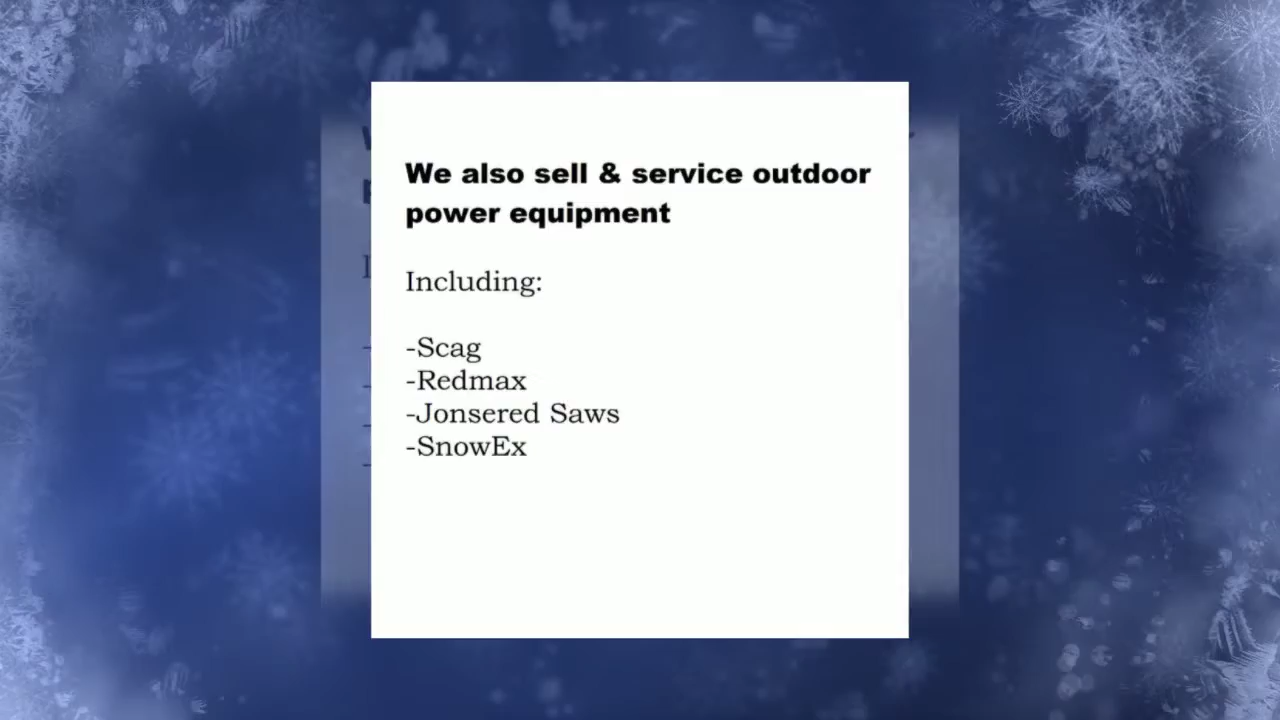 We also sell & service outdoor
power equipment
Including:
-Scag
-Redmax
-Jonsered Saws
-SnowEx